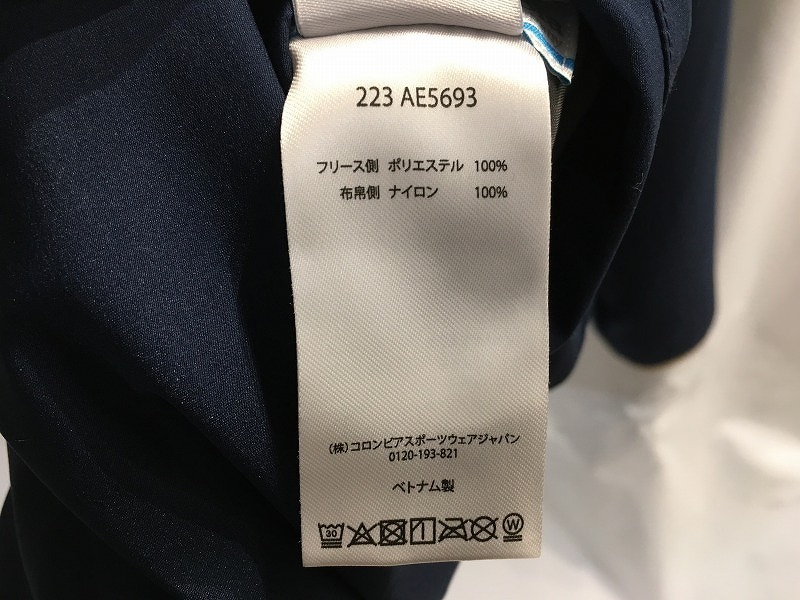 223 AE5693
フリース側 ポリエステル 100%
布帛側 ナイロン 100%
(株)コロンビアスポーツウェアジャパン
0120-193-821
ベトナム製
30 W